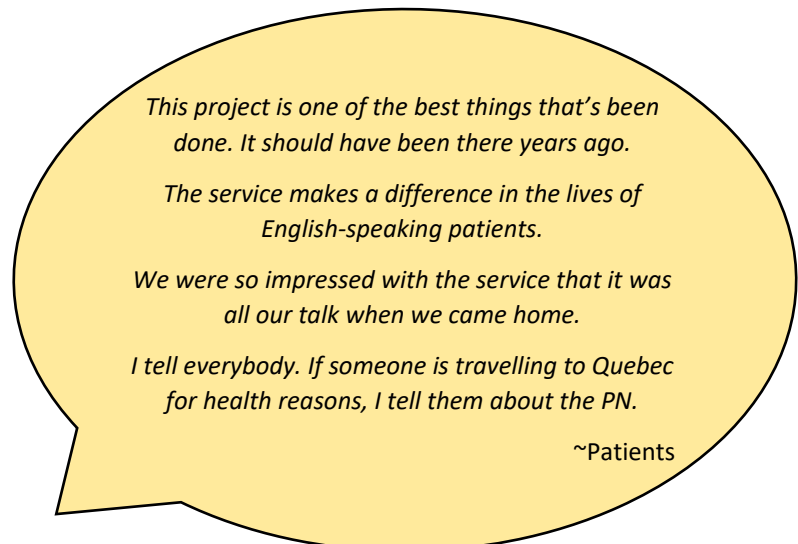 This project is one of the best things that’s been
done. It should have been there years ago.
The service makes a difference in the lives of
English-speaking patients.
We were so impressed with the service that it was
all our talk when we came home.
I tell everybody. If someone is travelling to Quebec
for health reasons, I tell them about the PN.
~Patients